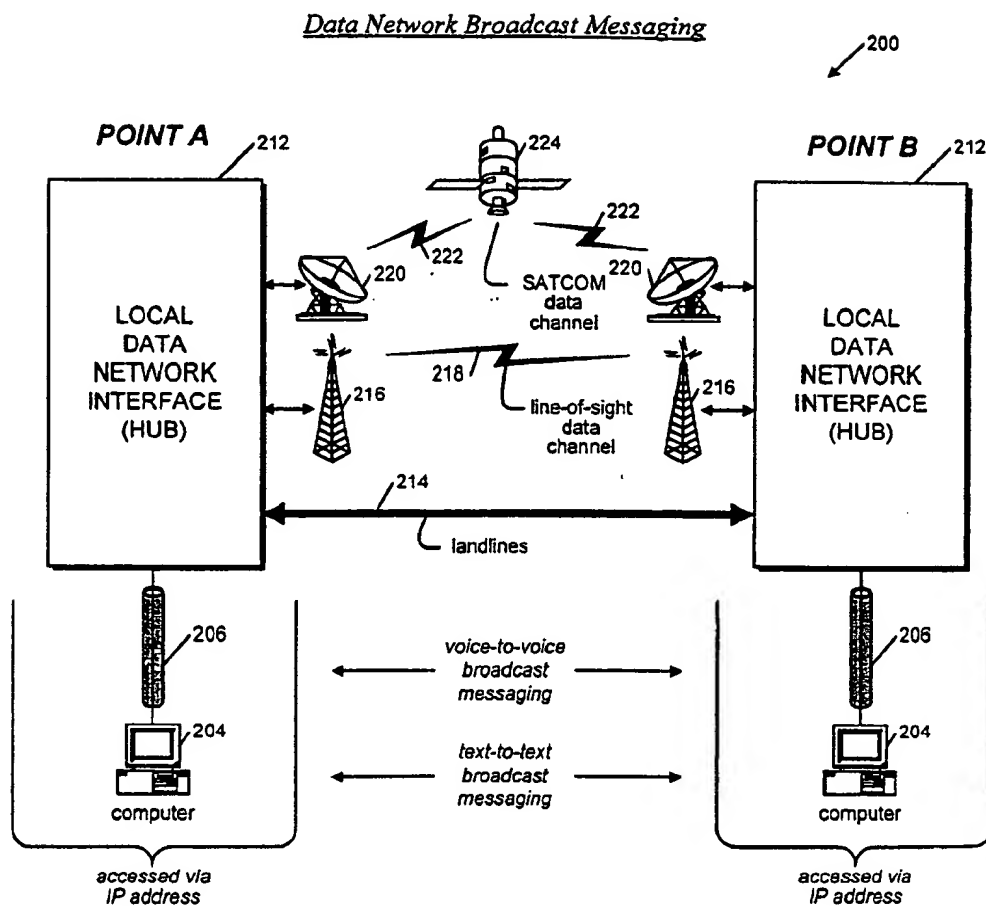 Data Network Broadcast Messaging
200
POINT A
212
224
POINT B
212
222
222
220
220
SATCOM
data
channel
LOCAL
DATA
NETWORK
INTERFACE
(HUB)
LOCAL
DATA
NETWORK
INTERFACE
(HUB)
218
216
216
line-of-sight
data
channel
214
landlines
206
206
voice-to-voice
broadcast
messaging
204
204
text-to-text
broadcast
messaging
computer
computer
accessed via
IP address
accessed via
IP address